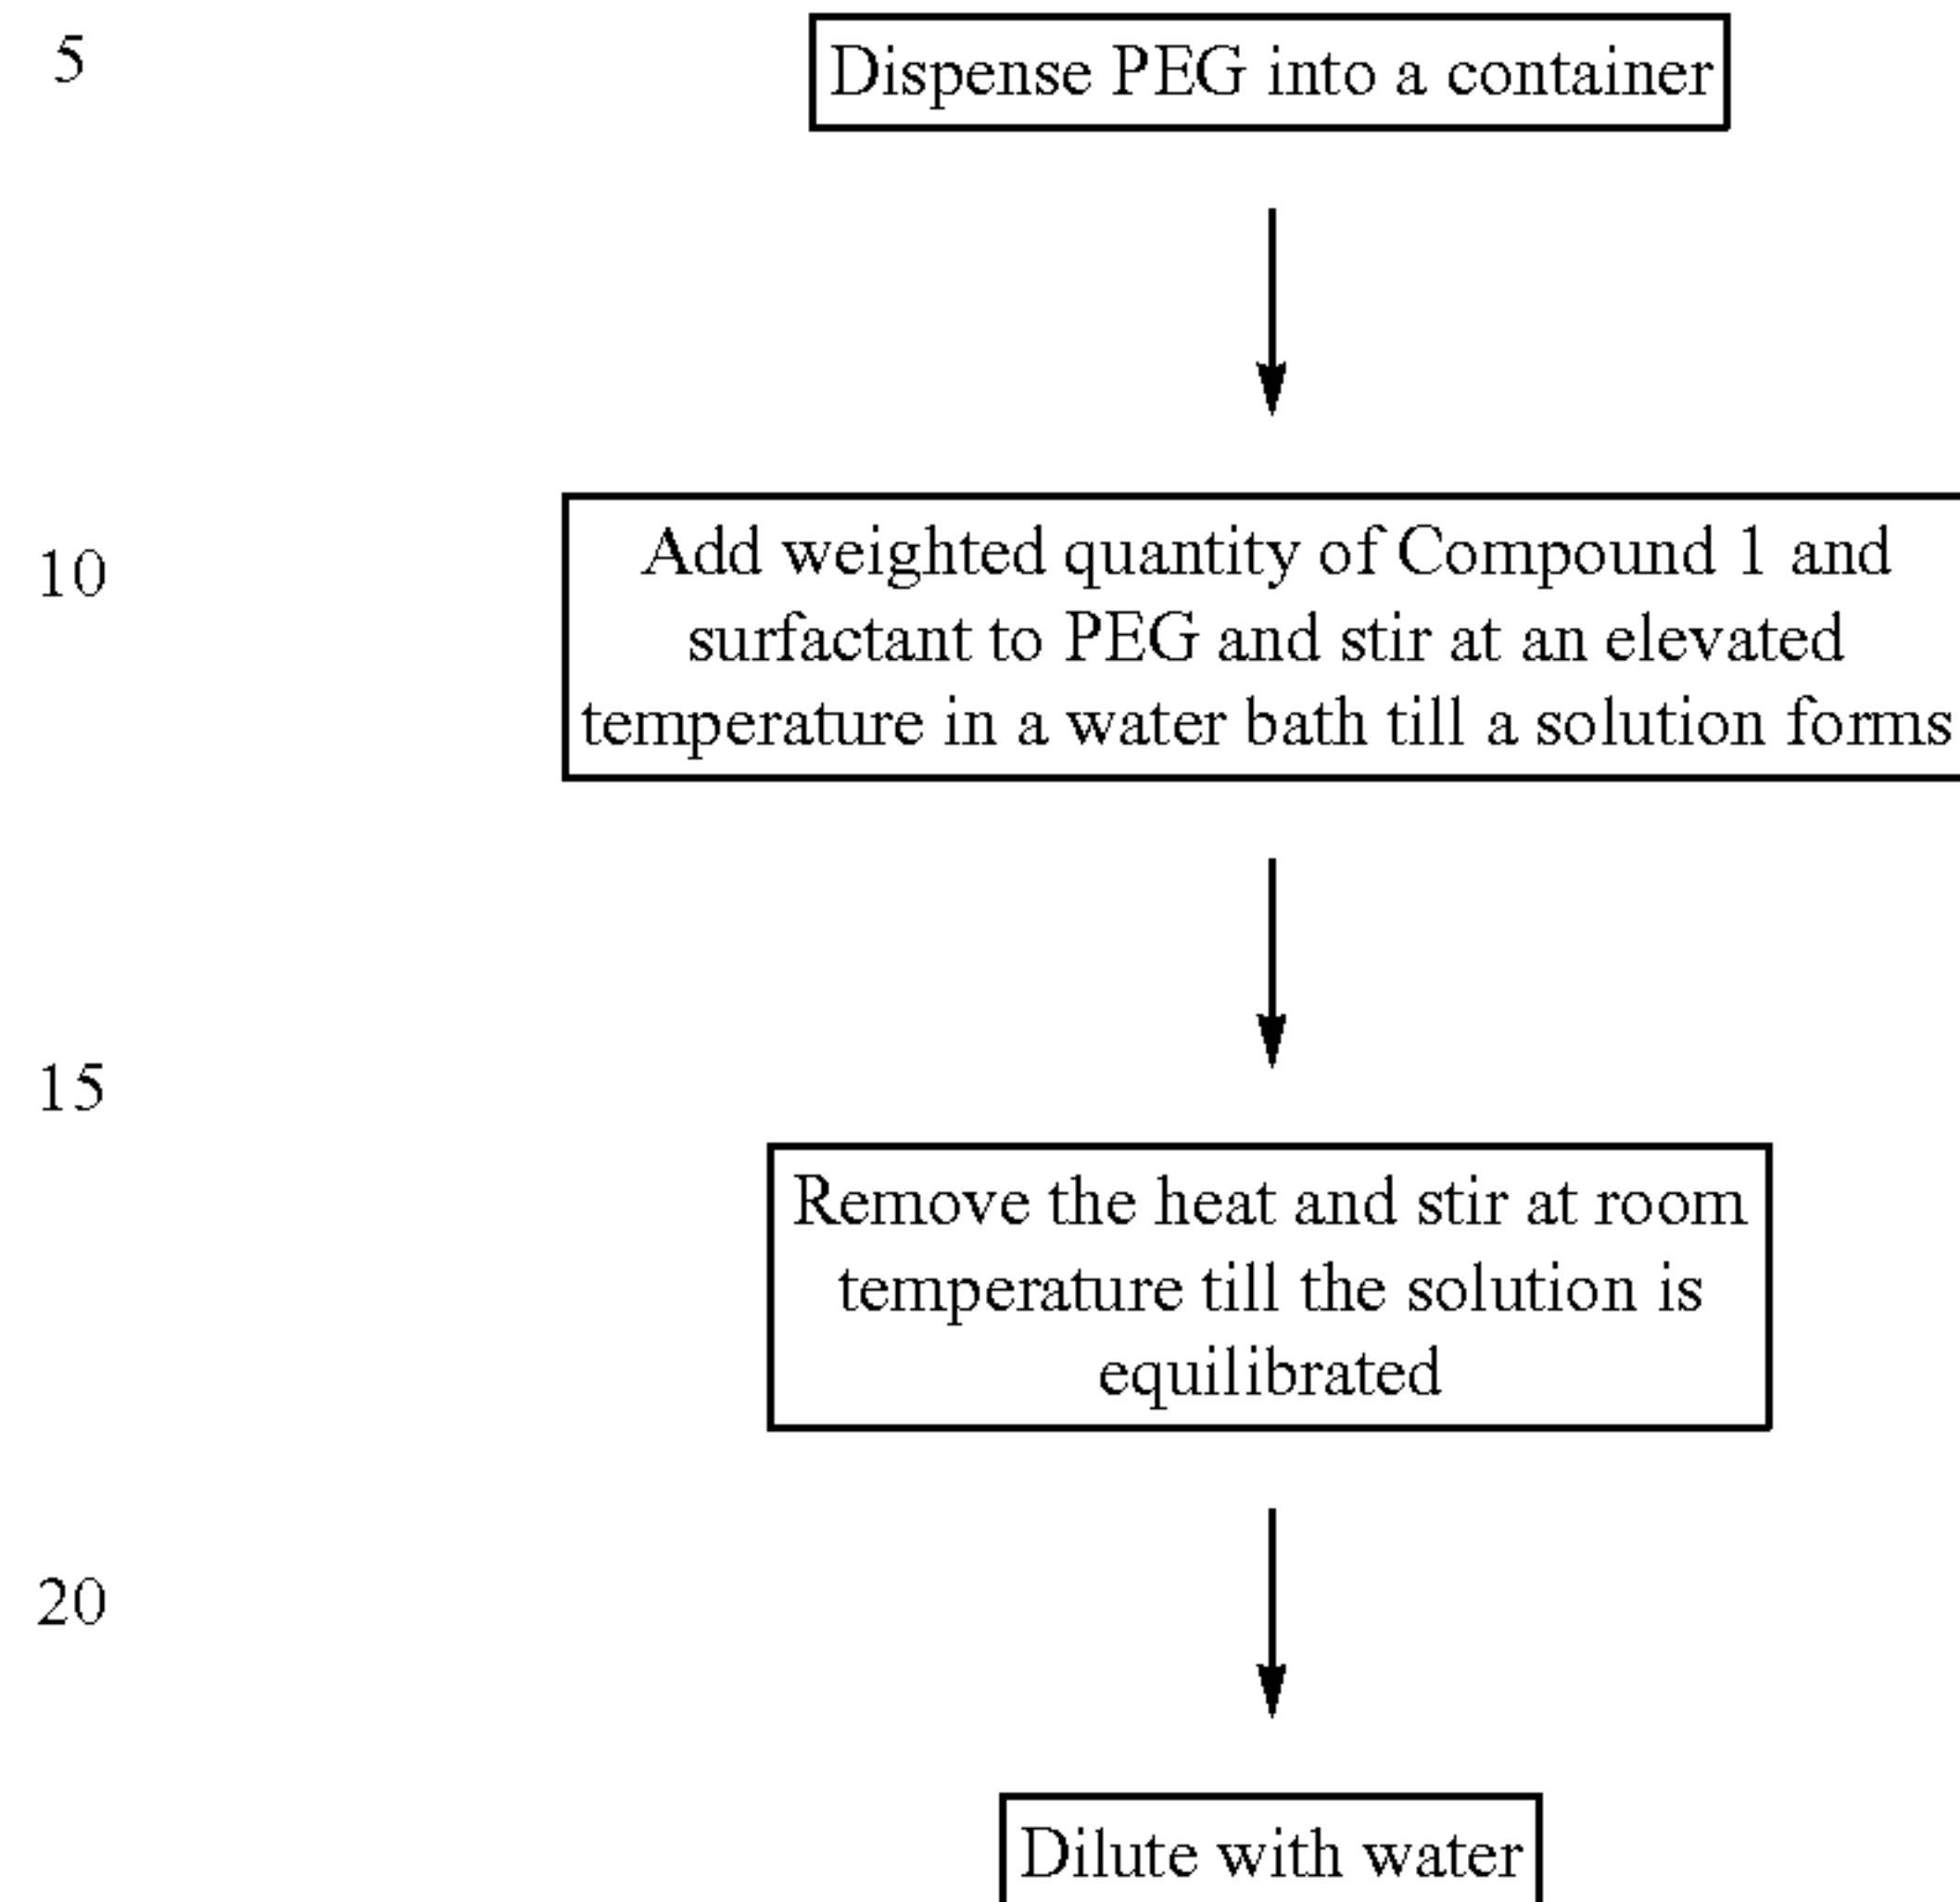 5
Dispense PEG into a container
10
Add weighted quantity of Compound 1 and
surfactant to PEG and stir at an elevated
temperature in a water bath till a solution forms
15
Remove the heat and stir at room
temperature till the solution is
equilibrated
20
Dilute with water